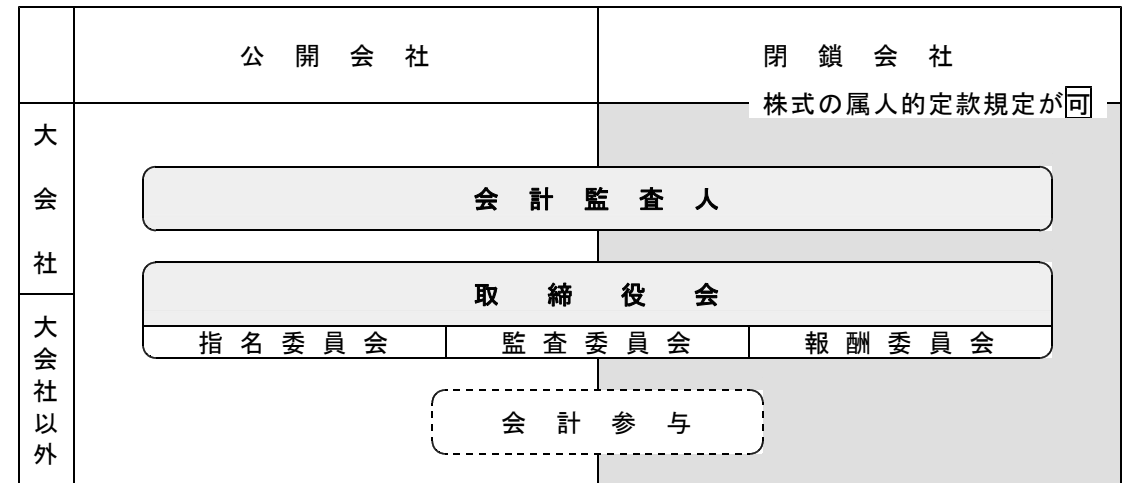 公開会社
閉鎖会社
株式の属人的定款規定が可
大会社
会計監査人
取締役会
指名委員会
監査委員会
報酬委員会
大会社以外
会計参与